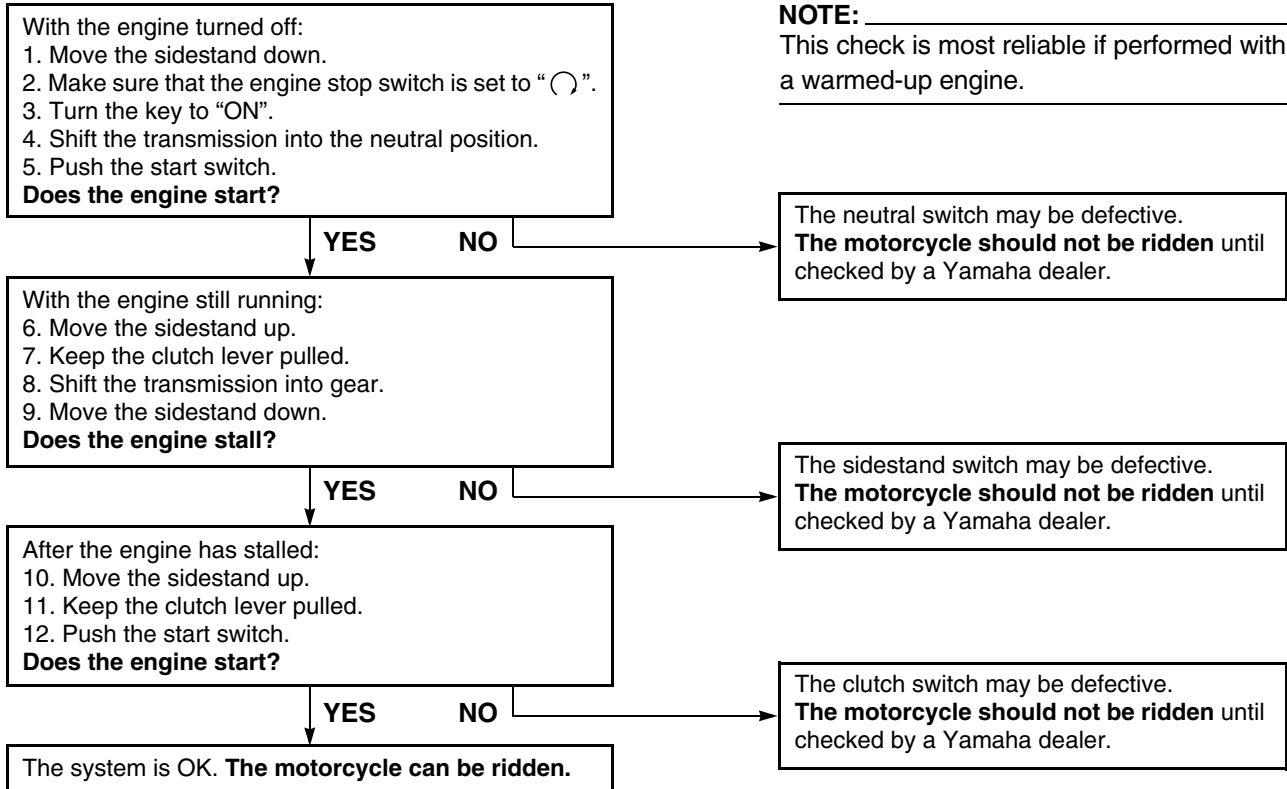 With the engine turned off:
1. Move the sidestand down.
2. Make sure that the engine stop switch is set to “ ”.
3. Turn the key to “ON”.
4. Shift the transmission into the neutral position.
5. Push the start switch.
Does the engine start?
NOTE:
This check is most reliable if performed with
a warmed-up engine.
YES NO
The neutral switch may be defective.
The motorcycle should not be ridden until
checked by a Yamaha dealer.
With the engine still running:
6. Move the sidestand up.
7. Keep the clutch lever pulled.
8. Shift the transmission into gear.
9. Move the sidestand down.
Does the engine stall?
YES NO
The sidestand switch may be defective.
The motorcycle should not be ridden until
checked by a Yamaha dealer.
After the engine has stalled:
10. Move the sidestand up.
11. Keep the clutch lever pulled.
12. Push the start switch.
Does the engine start?
YES NO
The clutch switch may be defective.
The motorcycle should not be ridden until
checked by a Yamaha dealer.
The system is OK. The motorcycle can be ridden.